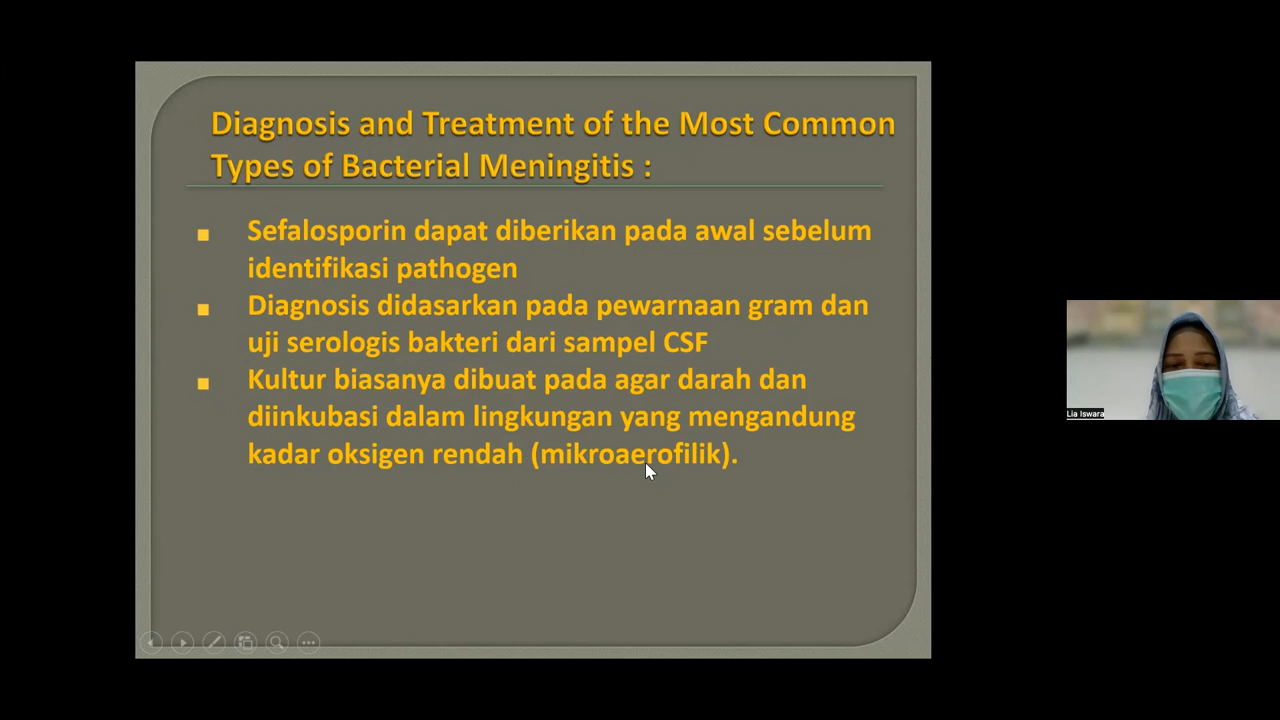 Diagnosis and Treatment of the Most Common
Types of Bacterial Meningitis :
Sefalosporin dapat diberikan pada awal sebelum
identifikasi pathogen
Diagnosis didasarkan pada pewarnaan gram dan
uji serologis bakteri dari sampel CSF
Kultur biasanya dibuat pada agar darah dan
diinkubasi dalam lingkungan yang mengandung
kadar oksigen rendah (mikroaerofilik).
Lia Iswara